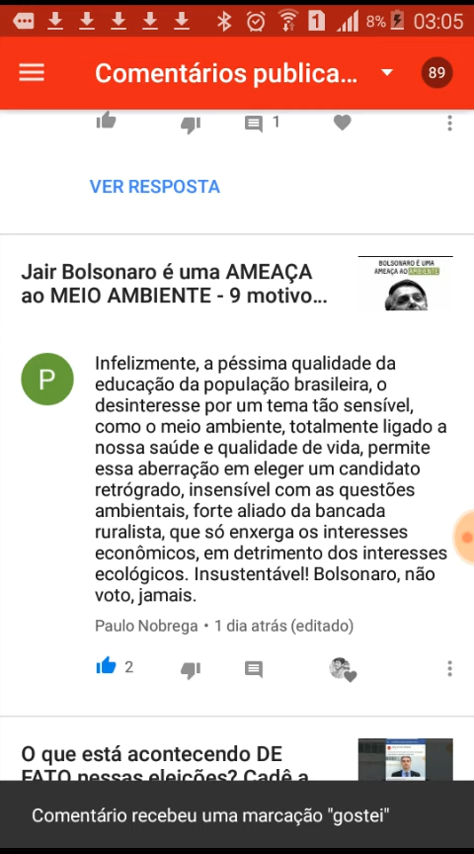 1 8% 03:05
Comentários publica... 89
1
VER RESPOSTA
Jair Bolsonaro é uma AMEAÇA
ao MEIO AMBIENTE - 9 motivo...
BOLSONARO É UMA
AMEAÇA AO AMBIENTE
P
Infelizmente, a péssima qualidade da
educação da população brasileira, o
desinteresse por um tema tão sensível,
como o meio ambiente, totalmente ligado a
nossa saúde e qualidade de vida, permite
essa aberração em eleger um candidato
retrógrado, insensível com as questões
ambientais, forte aliado da bancada
ruralista, que só enxerga os interesses
econômicos, em detrimento dos interesses
ecológicos. Insustentável! Bolsonaro, não
voto, jamais.
Paulo Nobrega • 1 dia atrás (editado)
2
O que está acontecendo DE
FATO nessas eleições? Cadê a
Comentário recebeu uma marcação "gostei"